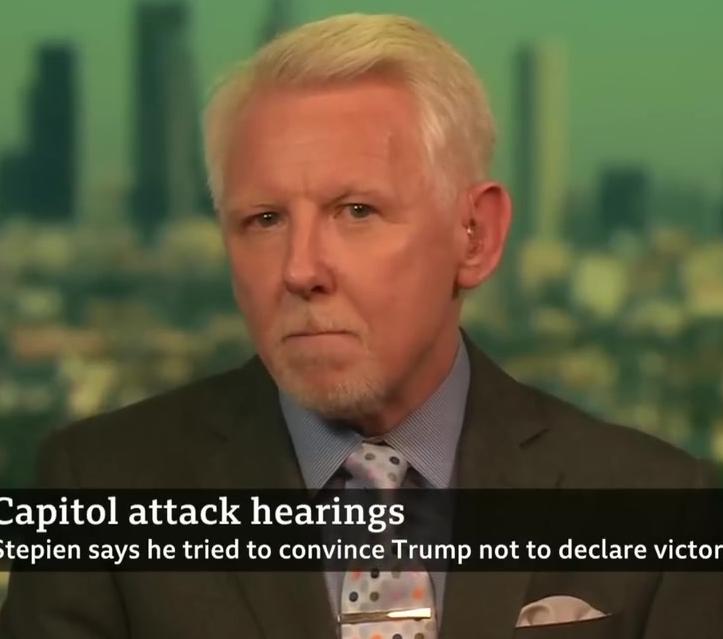 Capitol attack hearings
Stepien says he tried to convince Trump not to declare victor